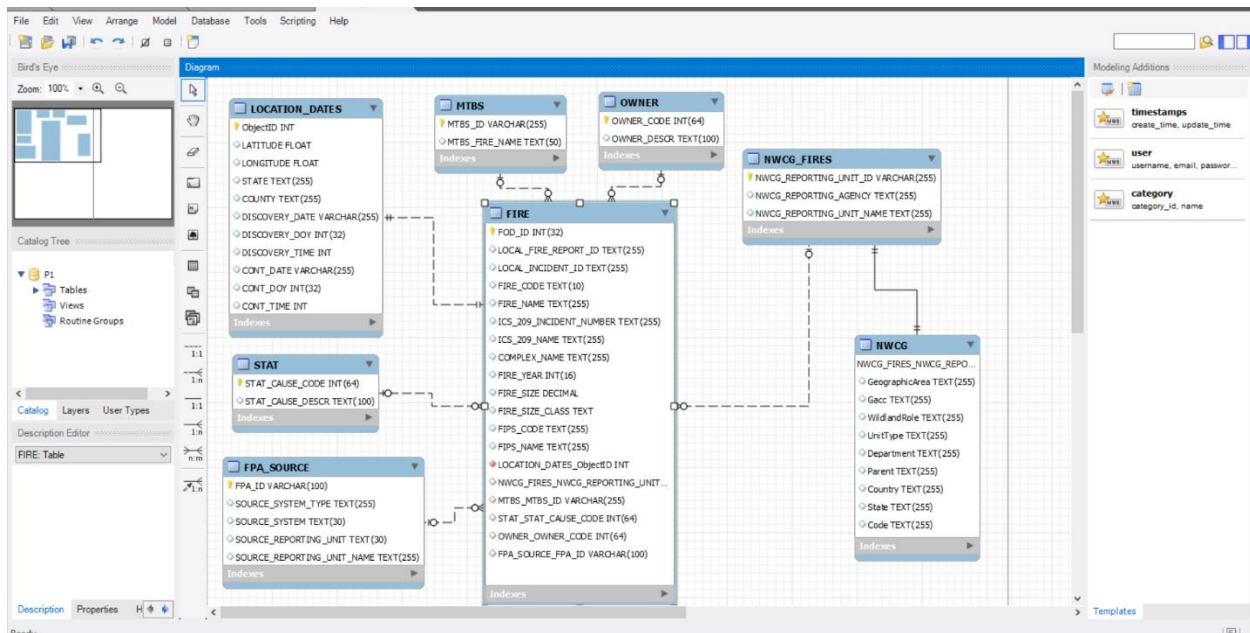 File Edit View Arrange Model Database Tools Scripting Help
Bird's Eye
Zoom: 100%
Catalog Tree
P1
Tables
Views
Routine Groups
Catalog Layers User Types
Description Editor
FIRE: Table
Description Properties H
Diagram
1:1
1:n
1:1
1:n
n:m
1:n
LOCATION_DATES
ObjectID INT
LATITUDE FLOAT
LONGITUDE FLOAT
STATE TEXT(255)
COUNTY TEXT(255)
DISCOVERY_DATE VARCHAR(255)
DISCOVERY_DOY INT(32)
DISCOVERY_TIME INT
CONT_DATE VARCHAR(255)
CONT_DOY INT(32)
CONT_TIME INT
Indexes
STAT
STAT_CAUSE_CODE INT(64)
STAT_CAUSE_DESCR TEXT(100)
Indexes
FPA_SOURCE
FPA_ID VARCHAR(100)
SOURCE_SYSTEM_TYPE TEXT(255)
SOURCE_SYSTEM TEXT(30)
SOURCE_REPORTING_UNIT TEXT(30)
SOURCE_REPORTING_UNIT_NAME TEXT(255)
Indexes
MTBS
MTBS_ID VARCHAR(255)
MTBS_FIRE_NAME TEXT(50)
Indexes
OWNER
OWNER_CODE INT(64)
OWNER_DESCR TEXT(100)
Indexes
FIRE
FOD_ID INT(32)
LOCAL_FIRE_REPORT_ID TEXT(255)
LOCAL_INCIDENT_ID TEXT(255)
FIRE_CODE TEXT(10)
FIRE_NAME TEXT(255)
ICS_209_INCIDENT_NUMBER TEXT(255)
ICS_209_NAME TEXT(255)
COMPLEX_NAME TEXT(255)
FIRE_YEAR INT(16)
FIRE_SIZE DECIMAL
FIRE_SIZE_CLASS TEXT
FIPS_CODE TEXT(255)
FIPS_NAME TEXT(255)
LOCATION_DATES_ObjectID INT
NWCG_FIRES_NWCG_REPORTING_UNIT...
MTBS_MTBS_ID VARCHAR(255)
STAT_STAT_CAUSE_CODE INT(64)
OWNER_OWNER_CODE INT(64)
FPA_SOURCE_FPA_ID VARCHAR(100)
Indexes
NWCG_FIRES
NWCG_REPORTING_UNIT_ID VARCHAR(255)
NWCG_REPORTING_AGENCY TEXT(255)
NWCG_REPORTING_UNIT_NAME TEXT(255)
Indexes
NWCG
NWCG_FIRES_NWCG_REPO...
GeographicArea TEXT(255)
Gacc TEXT(255)
WildlandRole TEXT(255)
UnitType TEXT(255)
Department TEXT(255)
Parent TEXT(255)
Country TEXT(255)
State TEXT(255)
Code TEXT(255)
Indexes
Modeling Additions
timestamps
create_time, update_time
user
username, email, passwor...
category
category_id, name
Templates